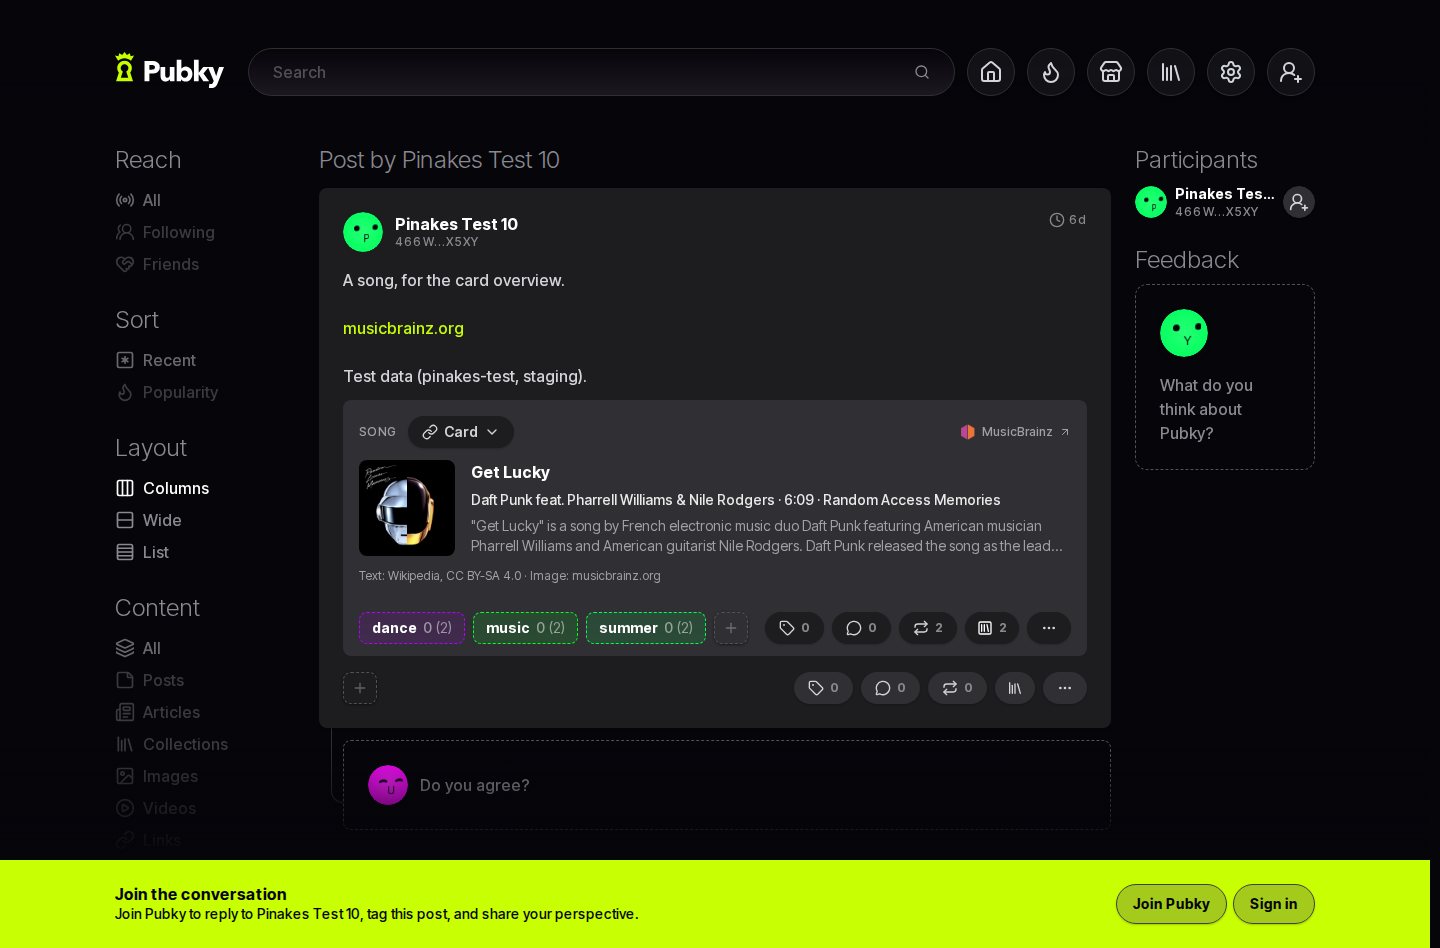 Pubky
Search
Reach
All
Following
Friends
Sort
Recent
Popularity
Layout
Columns
Wide
List
Content
All
Posts
Articles
Collections
Images
Videos
Links
Post by Pinakes Test 10
Pinakes Test 10
466W...X5XY
6d
A song, for the card overview.
musicbrainz.org
Test data (pinakes-test, staging).
SONG
Card
MusicBrainz
Get Lucky
Daft Punk feat. Pharrell Williams & Nile Rodgers · 6:09 · Random Access Memories
"Get Lucky" is a song by French electronic music duo Daft Punk featuring American musician
Pharrell Williams and American guitarist Nile Rodgers. Daft Punk released the song as the lead...
Text: Wikipedia, CC BY-SA 4.0 · Image: musicbrainz.org
dance 0 (2)
music 0 (2)
summer 0 (2)
0
0
2
2
0
0
0
Do you agree?
Participants
Pinakes Tes...
466W...X5XY
Feedback
What do you
think about
Pubky?
Join the conversation
Join Pubky to reply to Pinakes Test 10, tag this post, and share your perspective.
Join Pubky
Sign in